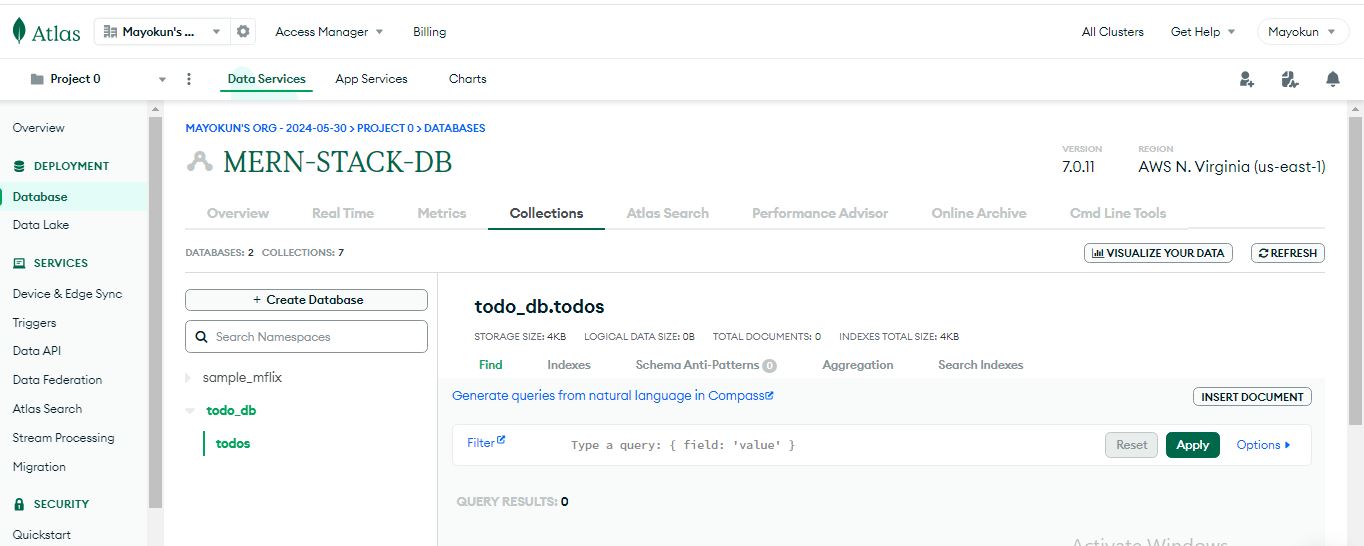 Atlas Mayokun's ... Access Manager Billing All Clusters Get Help Mayokun
Project 0 Data Services App Services Charts
Overview
DEPLOYMENT
Database
Data Lake
SERVICES
Device & Edge Sync
Triggers
Data API
Data Federation
Atlas Search
Stream Processing
Migration
SECURITY
Quickstart
MAYOKUN'S ORG - 2024-05-30 > PROJECT 0 > DATABASES
MERN-STACK-DB
VERSION
7.0.11
REGION
AWS N. Virginia (us-east-1)
Overview Real Time Metrics Collections Atlas Search Performance Advisor Online Archive Cmd Line Tools
DATABASES: 2 COLLECTIONS: 7
VISUALIZE YOUR DATA REFRESH
+ Create Database
Search Namespaces
sample_mflix
todo_db
todos
todo_db.todos
STORAGE SIZE: 4KB LOGICAL DATA SIZE: 0B TOTAL DOCUMENTS: 0 INDEXES TOTAL SIZE: 4KB
Find Indexes Schema Anti-Patterns 0 Aggregation Search Indexes
Generate queries from natural language in Compass
INSERT DOCUMENT
Filter Type a query: { field: 'value' } Reset Apply Options
QUERY RESULTS: 0
Activate Windows